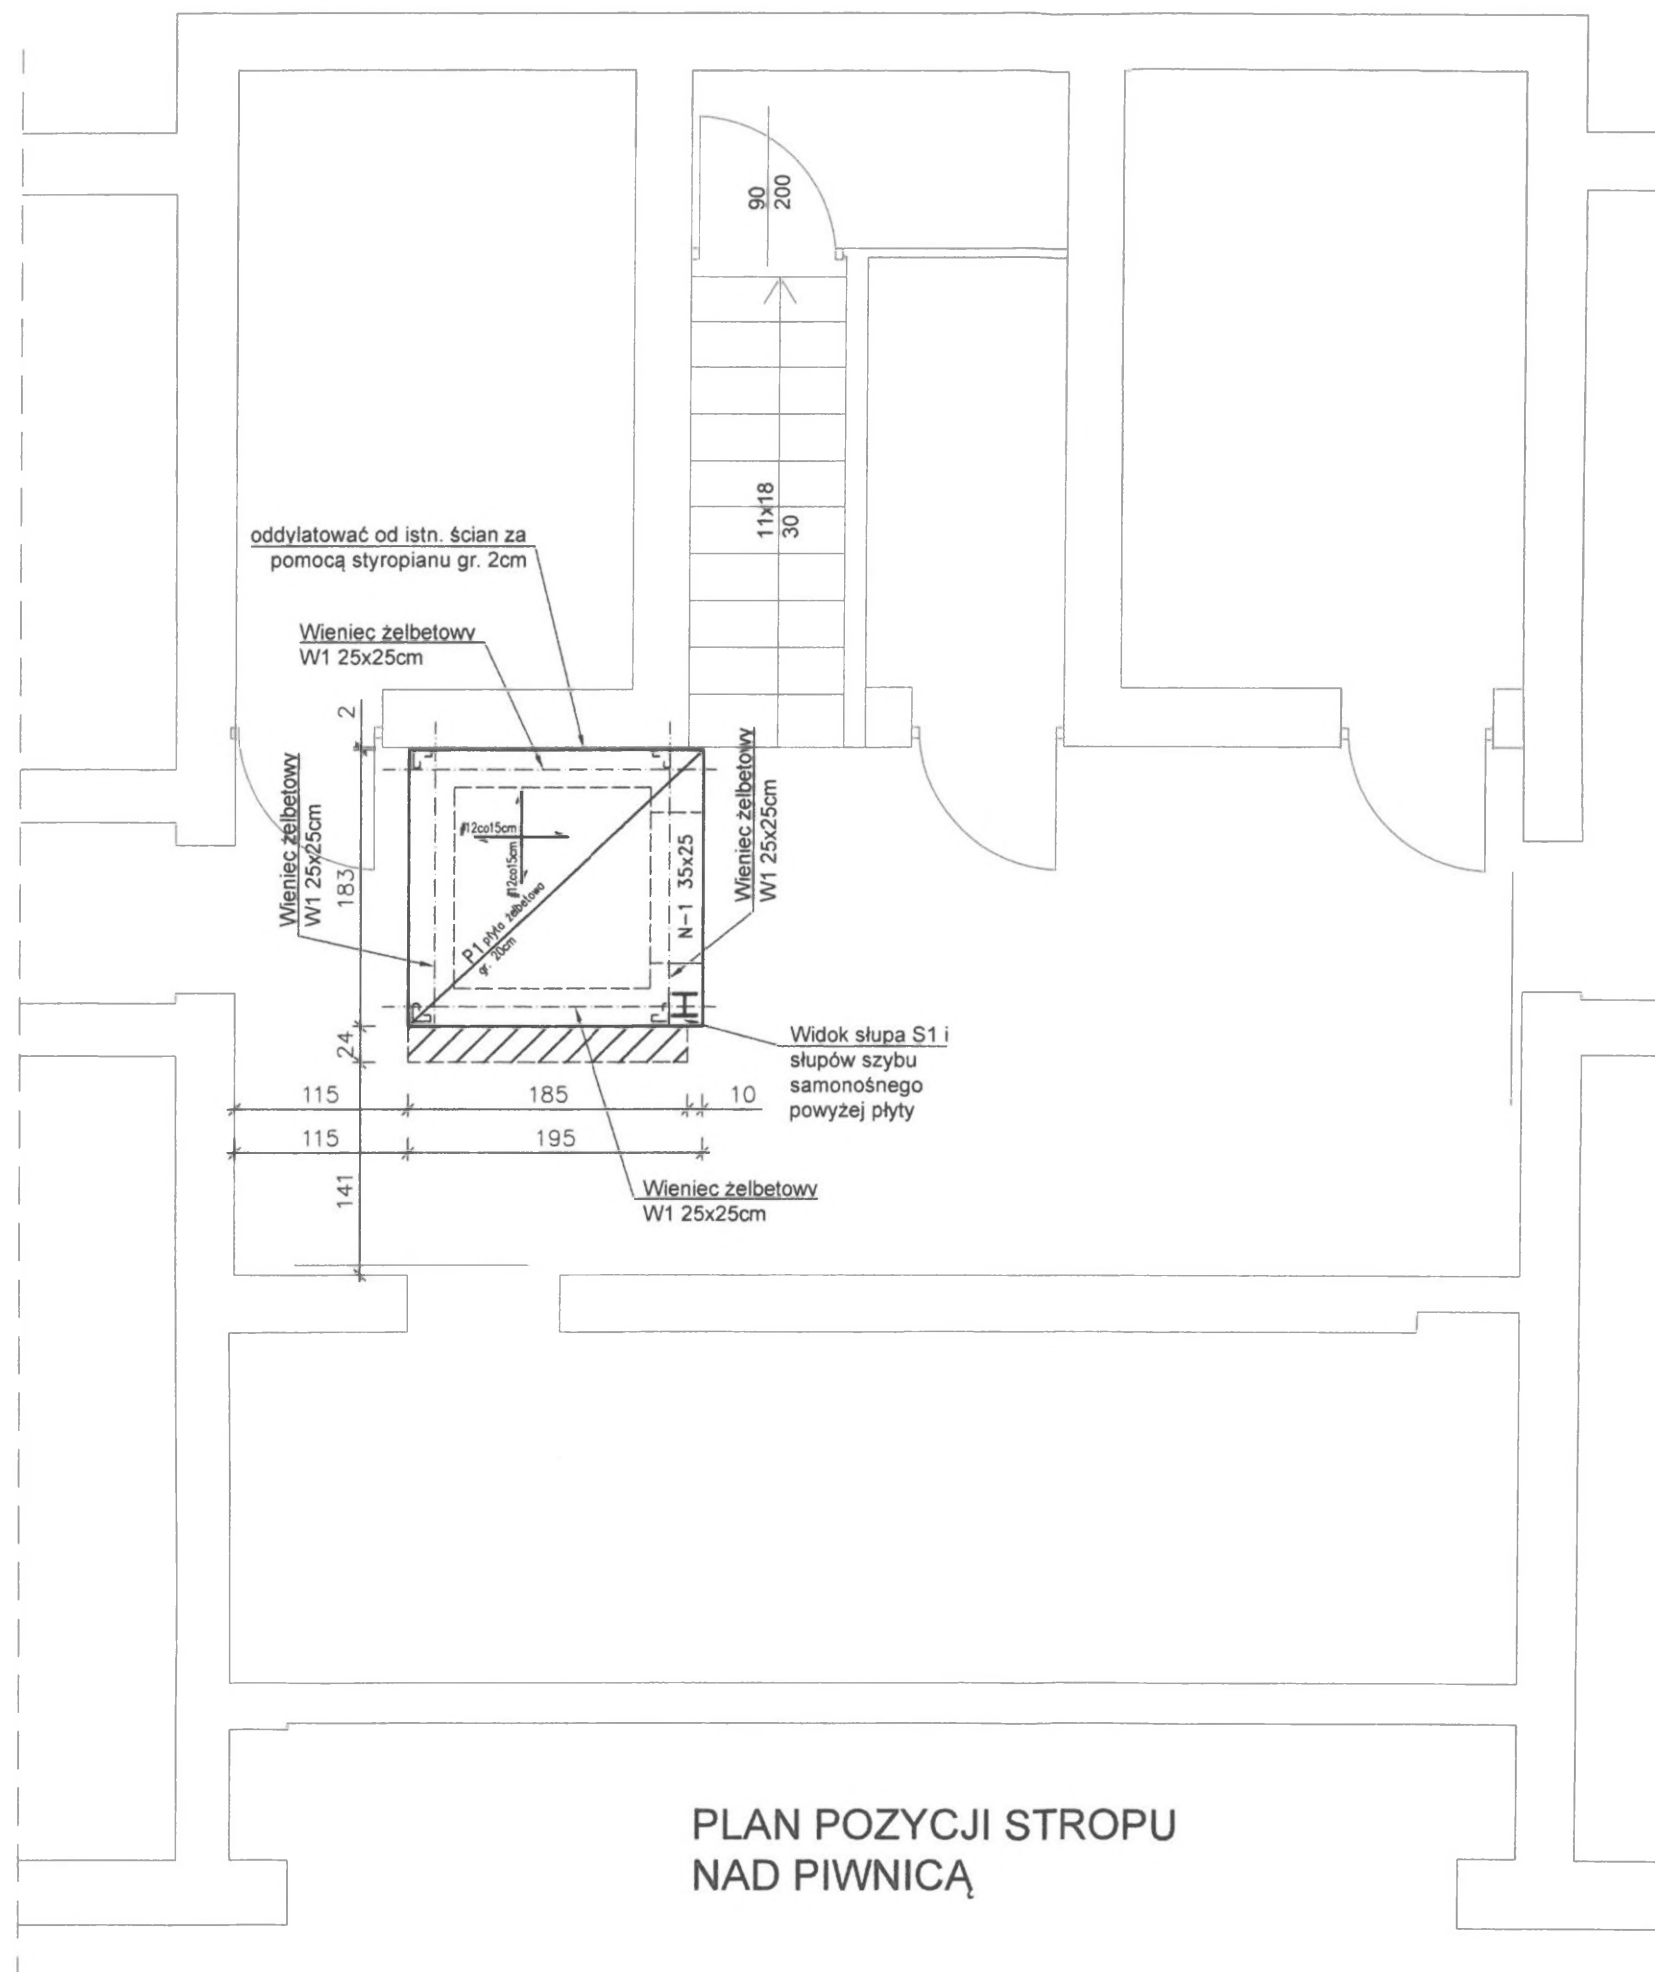 90
200
11x18
30
oddylatować od istn. ścian za
pomocą styropianu gr. 2cm
Wieniec żelbetowy
W1 25x25cm
2
183
24
141
Wieniec żelbetowy
W1 25x25cm
#12co15cm
#12co15cm
P1 płyta żelbetowa
gr. 20cm
N-1 35x25
Wieniec żelbetowy
W1 25x25cm
Widok słupa S1 i
słupów szybu
samonośnego
powyżej płyty
115
185
10
115
195
Wieniec żelbetowy
W1 25x25cm
PLAN POZYCJI STROPU
NAD PIWNICĄ